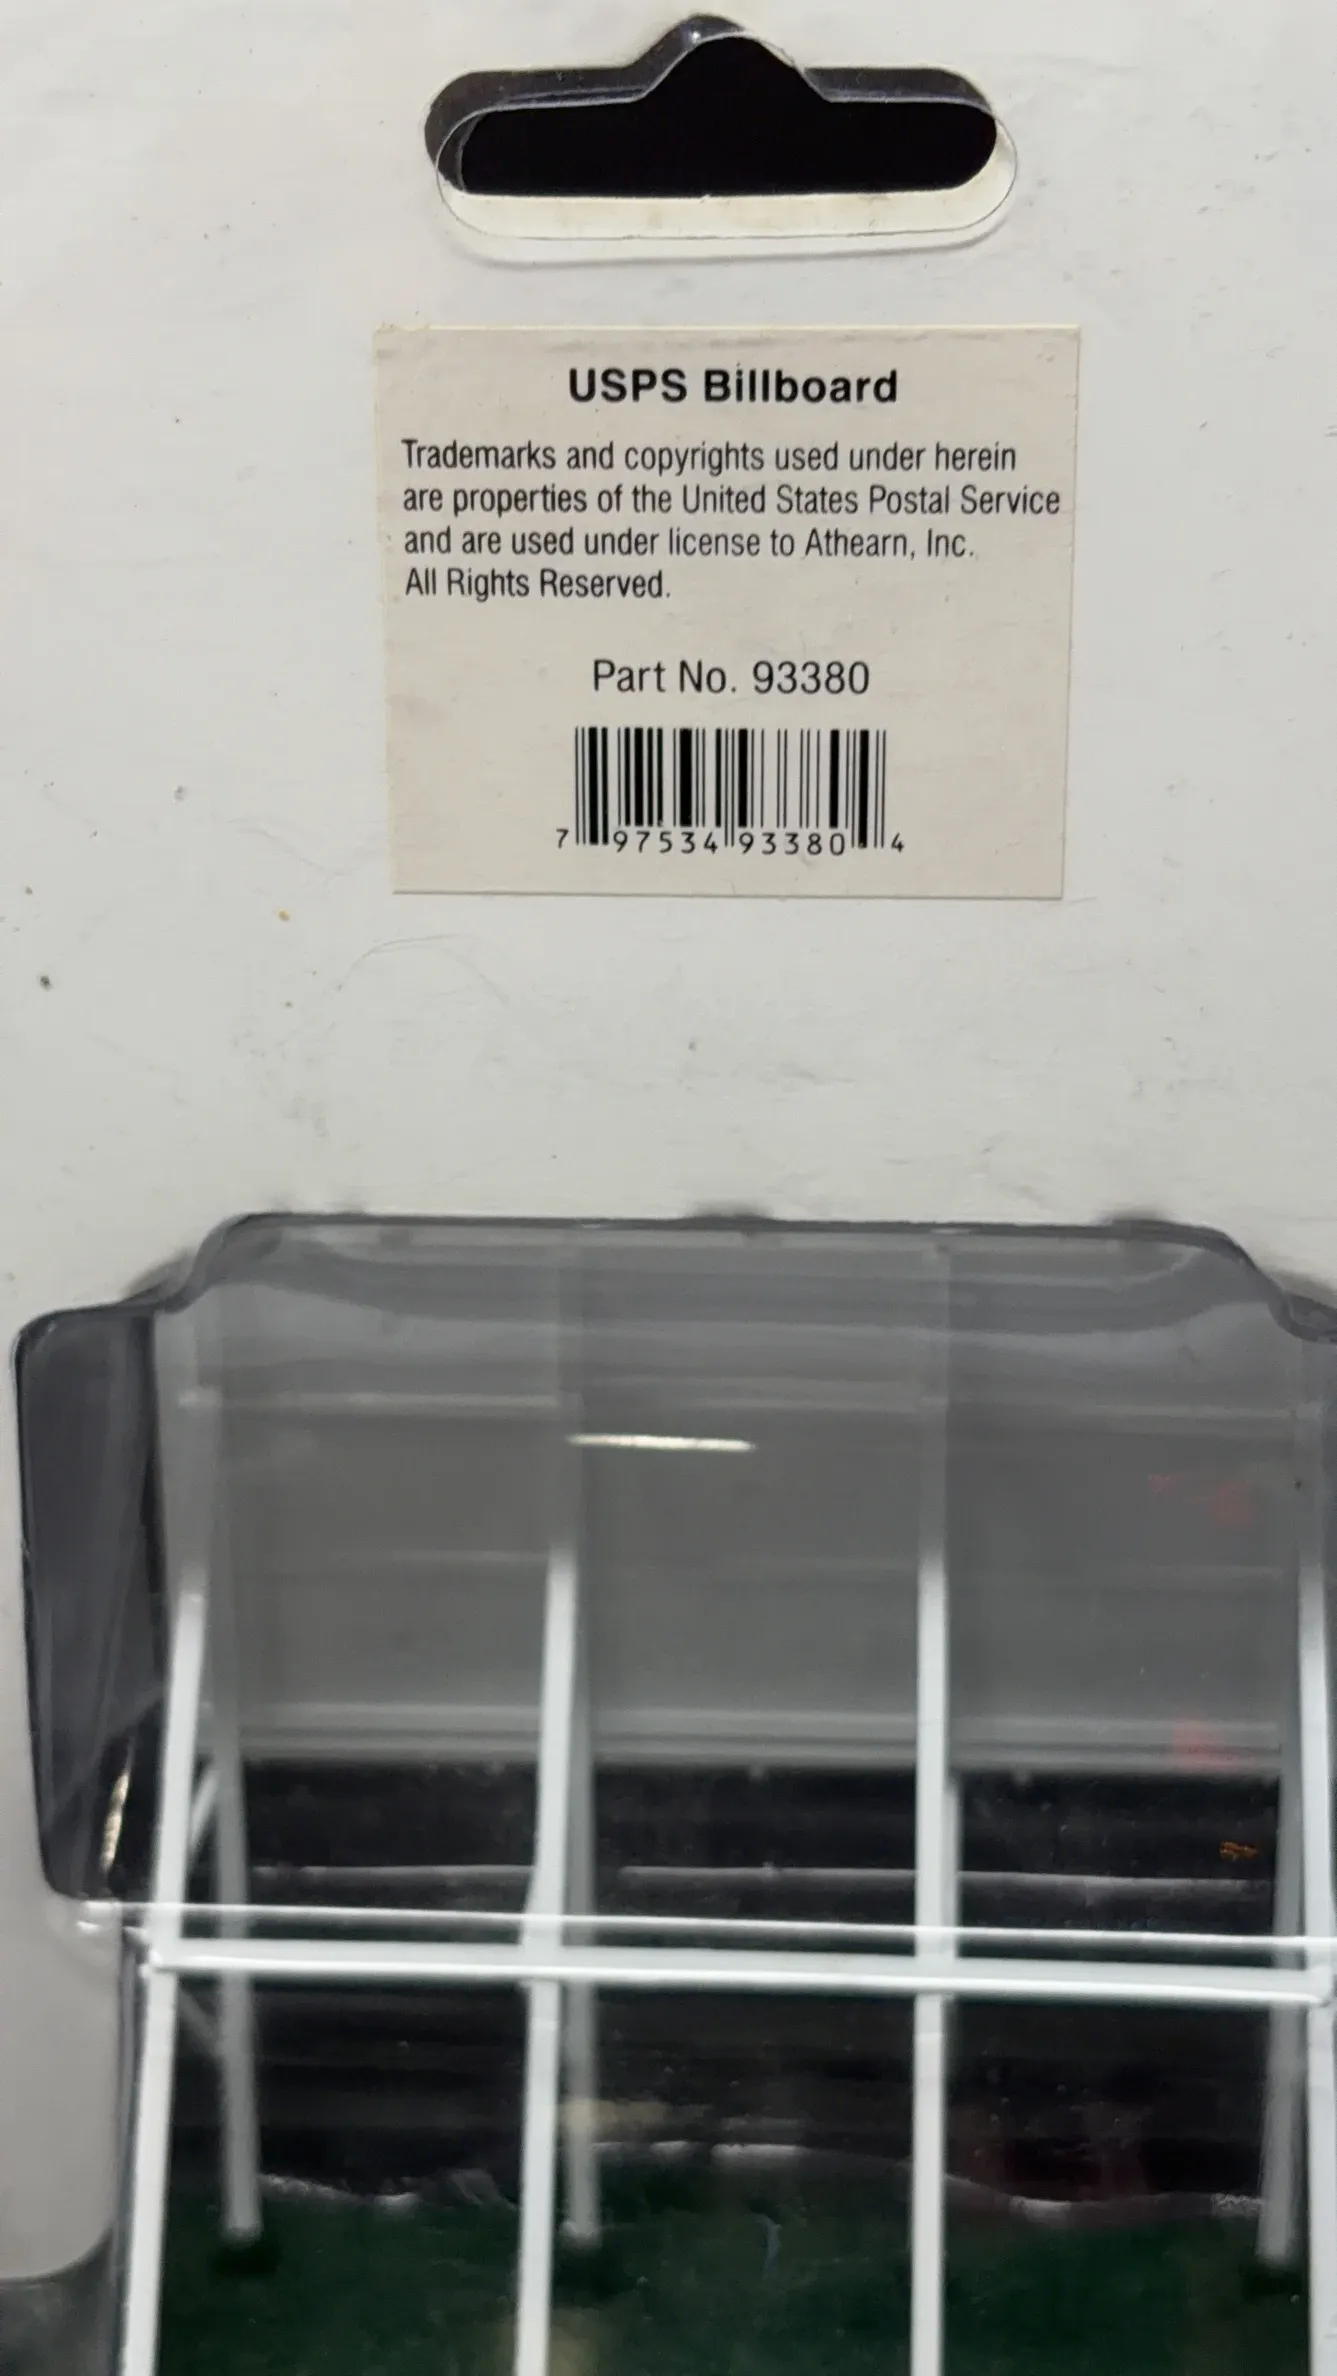 USPS Billboard
Trademarks and copyrights used under herein
are properties of the United States Postal Service
and are used under license to Athearn, Inc.
All Rights Reserved.
Part No. 93380
7 97534 93380 4